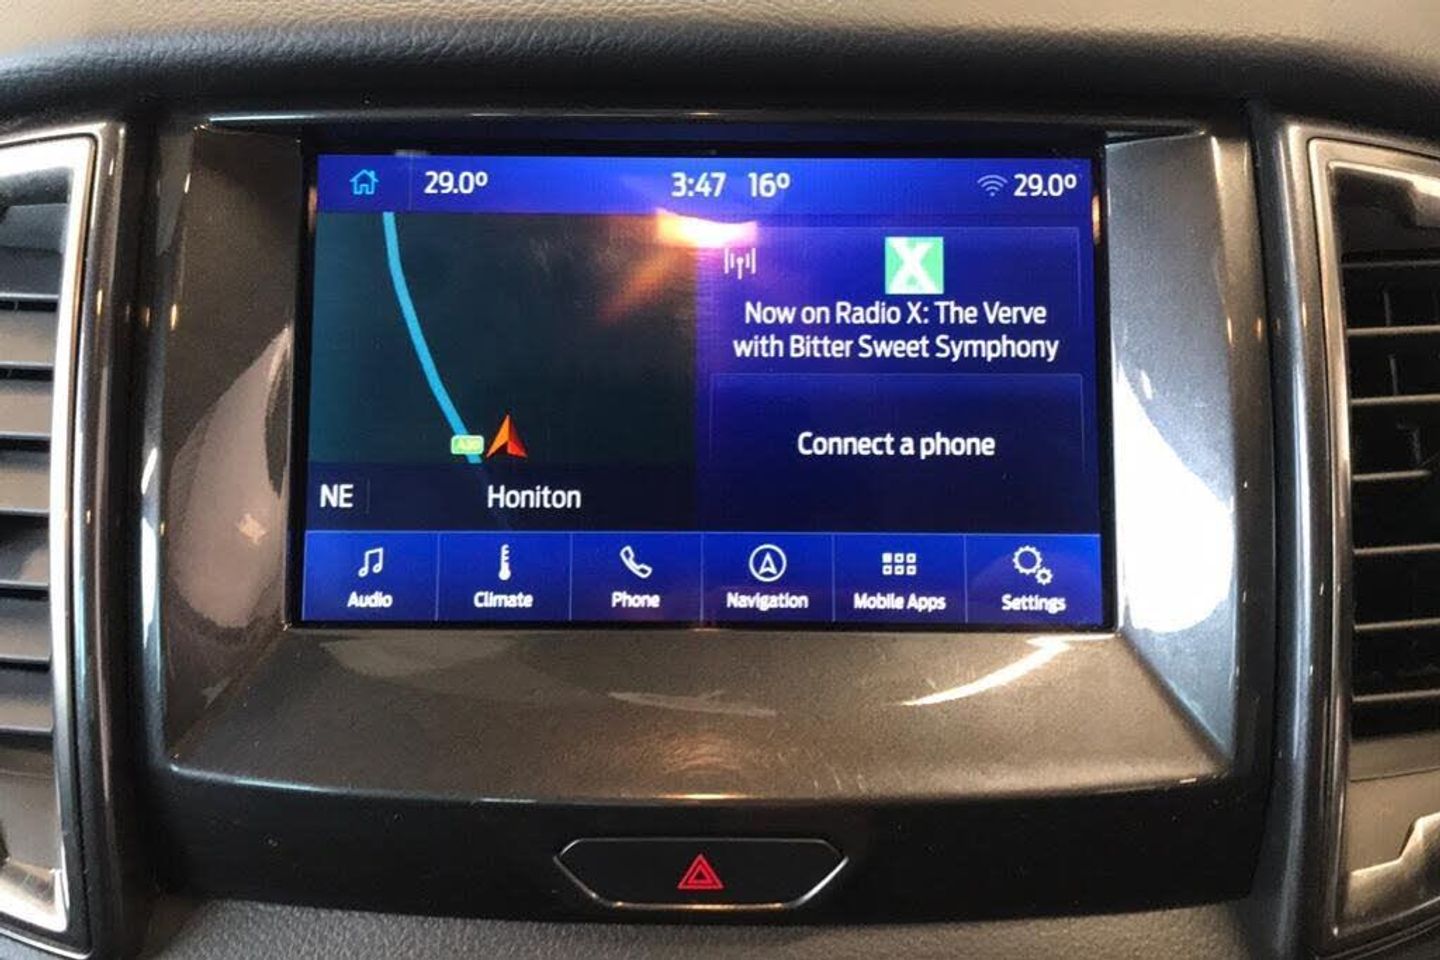 29.0°
3:47 16°
29.0°
X
Now on Radio X: The Verve
with Bitter Sweet Symphony
Connect a phone
A30
NE
Honiton
Audio
Climate
Phone
Navigation
Mobile Apps
Settings